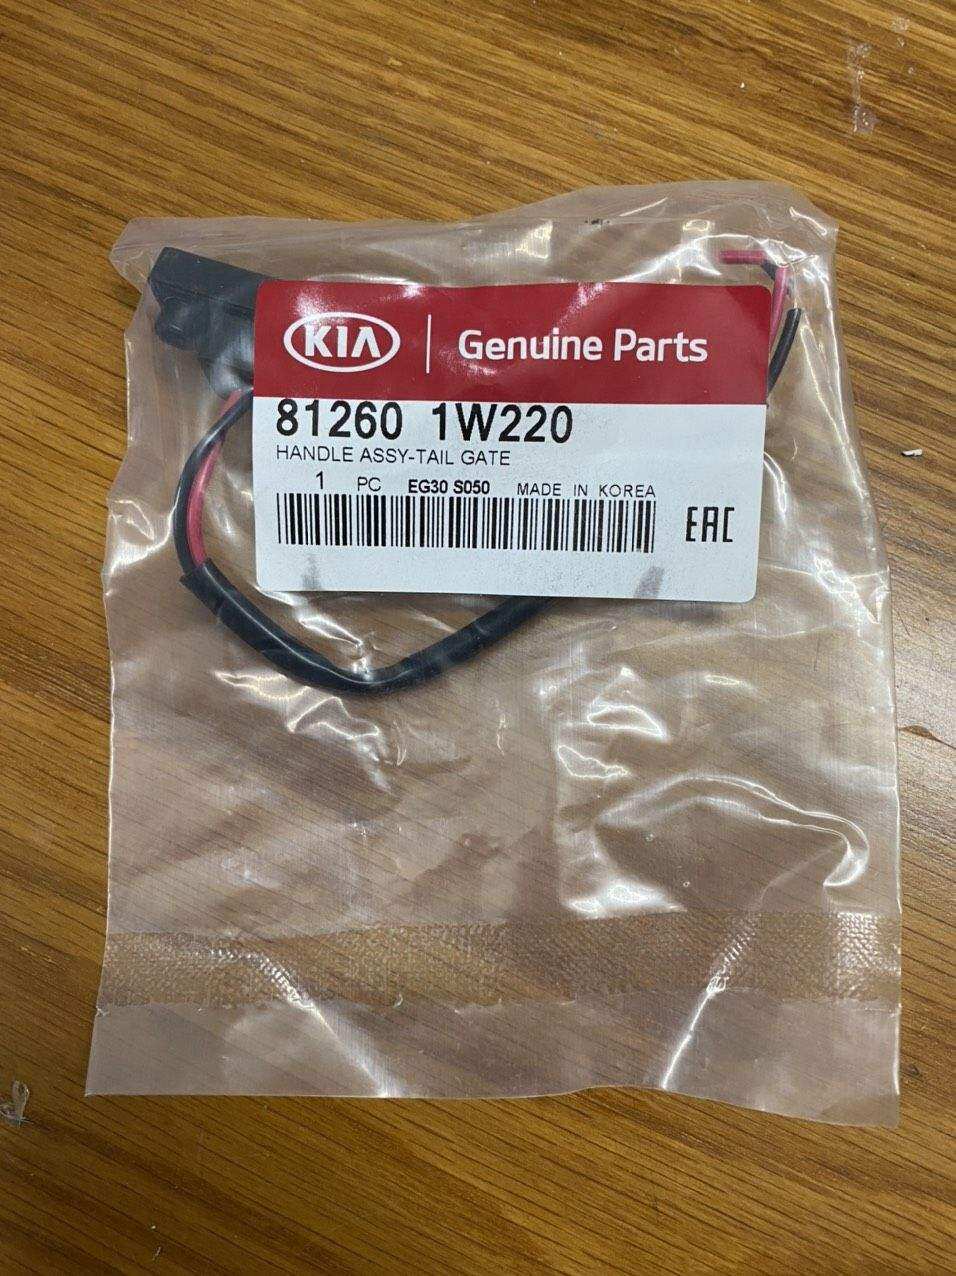 KIA Genuine Parts
81260 1W220
HANDLE ASSY-TAIL GATE
1 PC EG30 S050 MADE IN KOREA
EAC